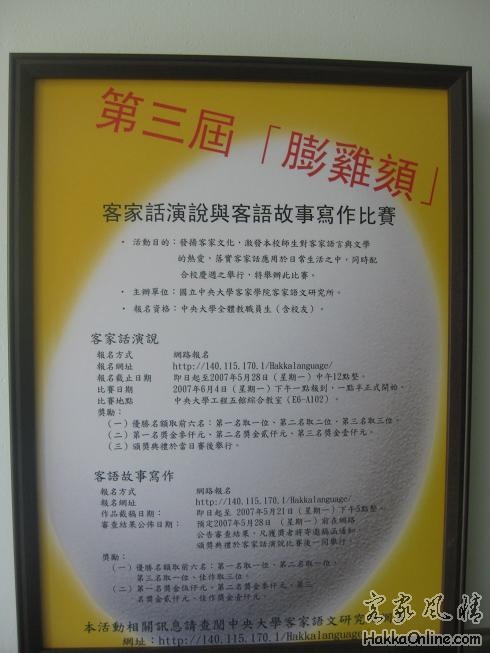 第三屆「膨雞頦」
客家話演說與客語故事寫作比賽
・活動目的：發揚客家文化，激發本校師生對客家語言與文學
的熱愛，落實客家話應用於日常生活之中，同時配
合校慶週之舉行，特舉辦此比賽。
・主辦單位：國立中央大學客家學院客家語文研究所。
・報名資格：中央大學全體教職員生（含校友）。
客家話演說
報名方式 網路報名
報名網址 http://140.115.170.1/Hakkalanguage/
報名截止日期 即日起至2007年5月28日（星期一）中午12點整。
比賽日期 2007年6月4日（星期一）下午一點報到，一點半正式開始。
比賽地點 中央大學工程五館綜合教室（E6-A102）。
獎勵：
（一）優勝名額取前六名：第一名取一位、第二名取二位、第三名取三位。
（二）第一名獎金參仟元、第二名獎金貳仟元、第三名獎金壹仟元。
（三）頒獎典禮於當日賽後舉行。
客語故事寫作
報名方式 網路報名
報名網址 http://140.115.170.1/Hakkalanguage/
作品截稿日期： 即日起至2007年5月21日（星期一）下午5點整。
審查結果公佈日期： 預定2007年5月28日（星期一）前在網路
公告審查結果，凡獲獎者將寄邀稿函通知，
頒獎典禮於客家話演說比賽後一同舉行。
獎勵：
（一）優勝名額取前六名：第一名取一位、第二名取一位、
第三名取一位、佳作取三位。
（二）第一名獎金伍仟元、第二名獎金參仟元、第三
名獎金貳仟元、佳作獎金壹仟元。
本活動相關訊息請查閱中央大學客家語文研究
網址：http://140.115.170.1/Hakkalanguage
客家風情
HakkaOnline.com